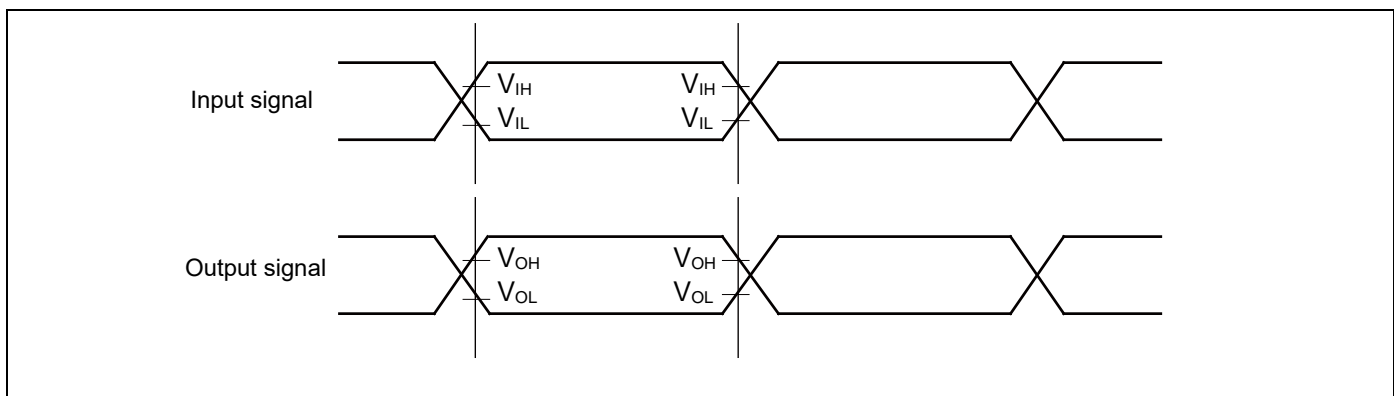 Input signal
VIH VIH
VIL VIL
Output signal
VOH VOH
VOL VOL